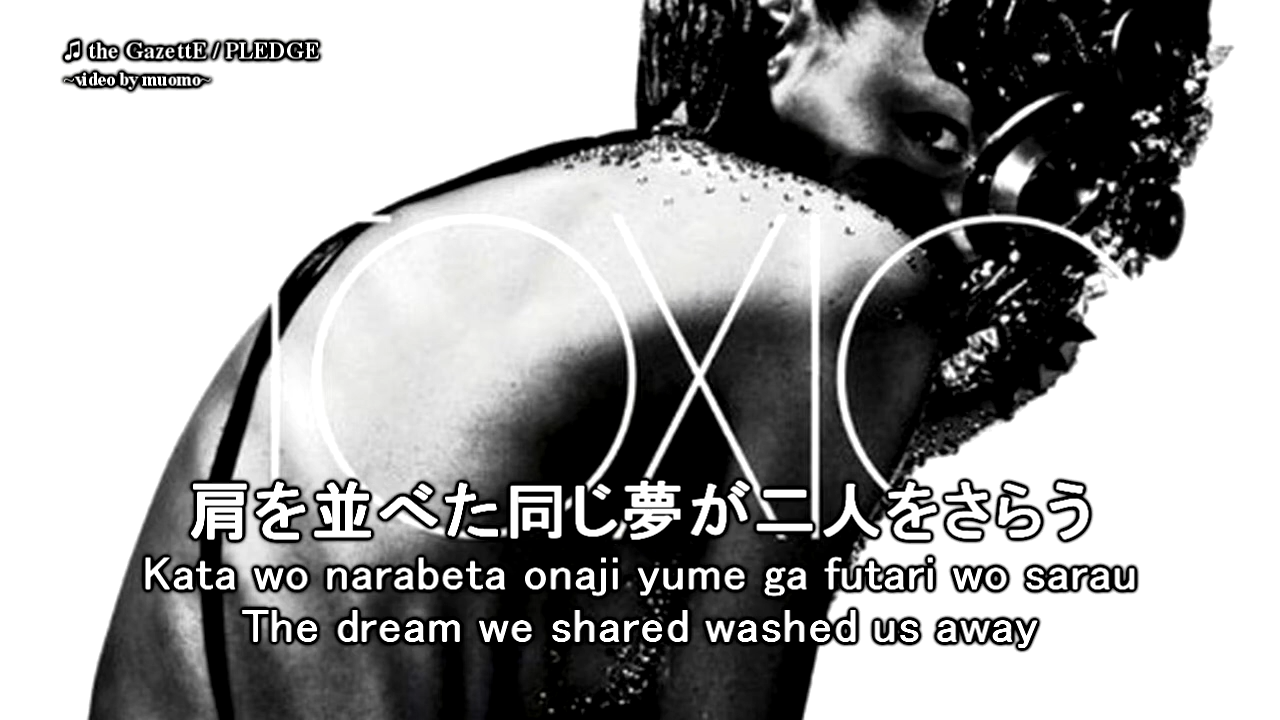 ♫ the GazettE / PLEDGE
~video by muomo~
TOXIC
肩を並べた同じ夢が二人をさらう
Kata wo narabeta onaji yume ga futari wo sarau
The dream we shared washed us away